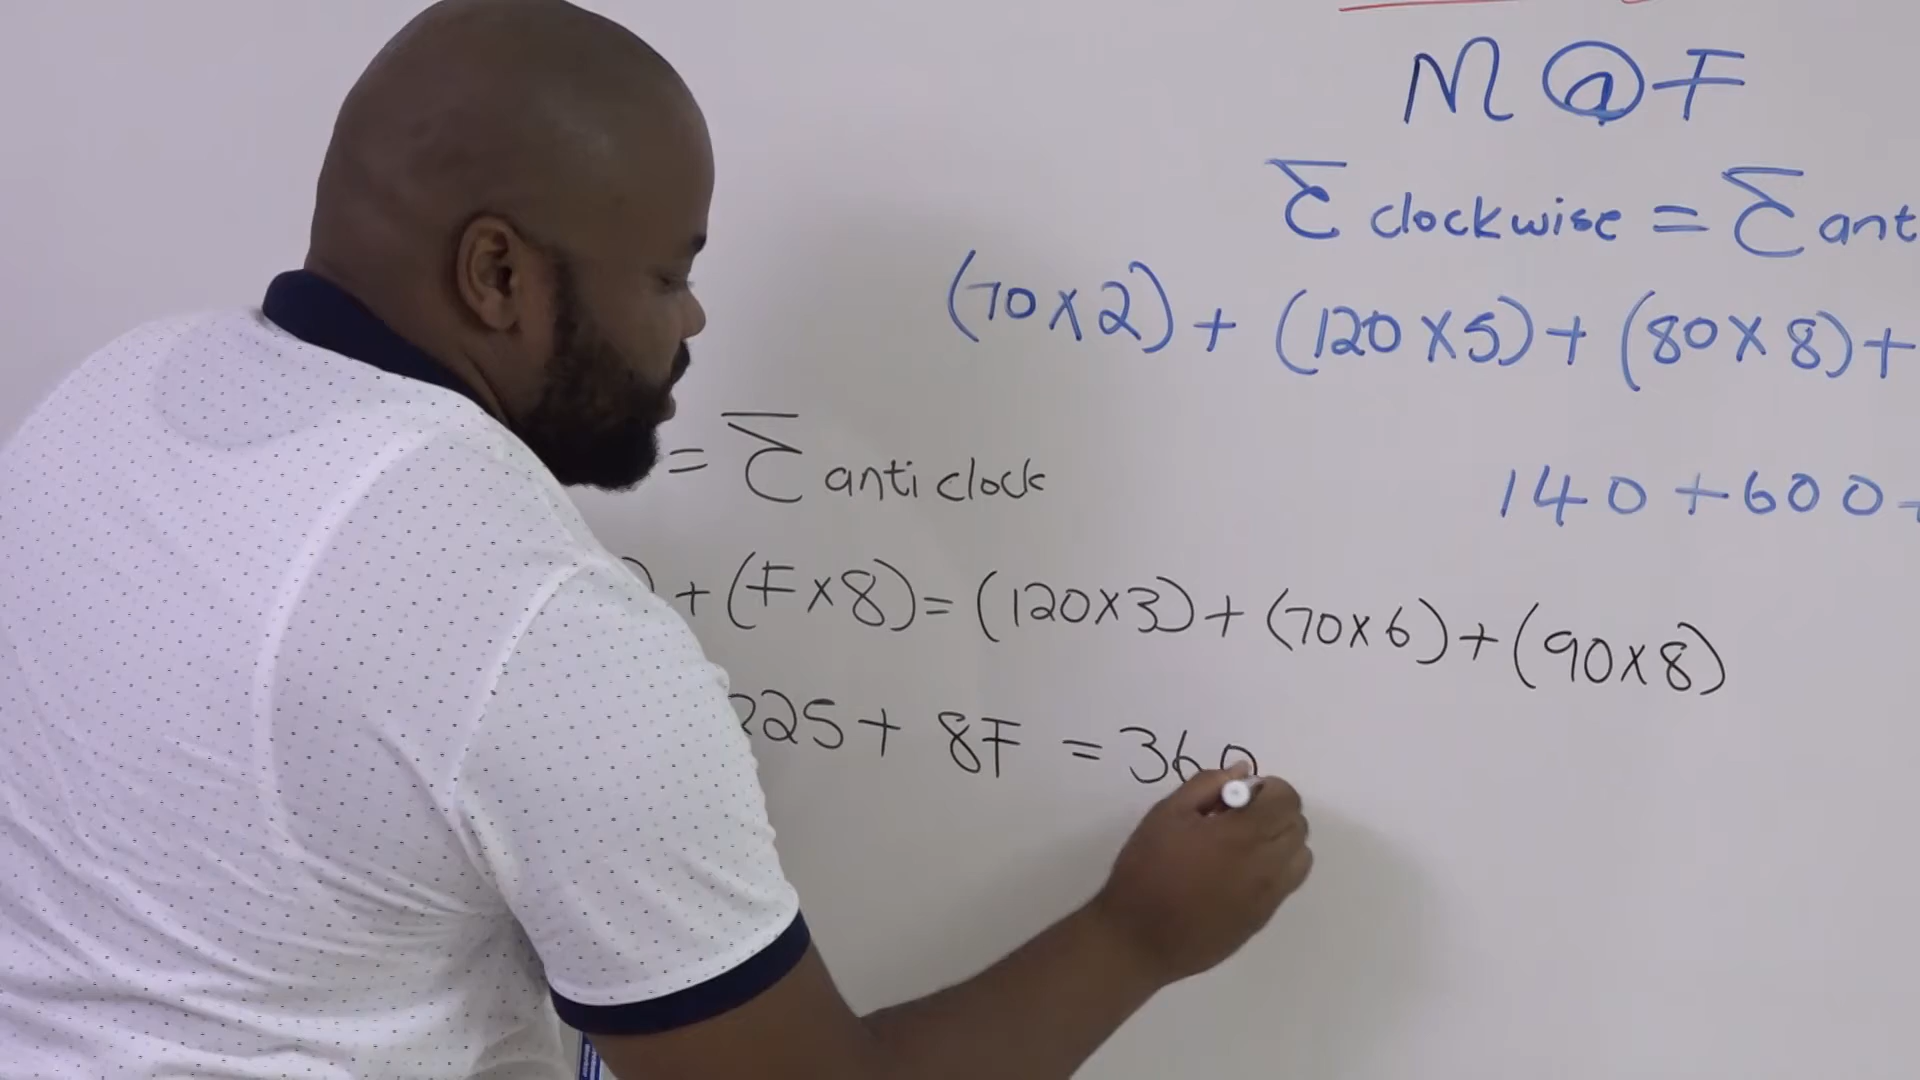 M @ F
Σ clockwise = Σ ant
(70 x 2) + (120 x 5) + (80 x 8) +
140 + 600
= Σ anti clock
) + (F x 8) = (120 x 3) + (70 x 6) + (90 x 8)
225 + 8F = 360